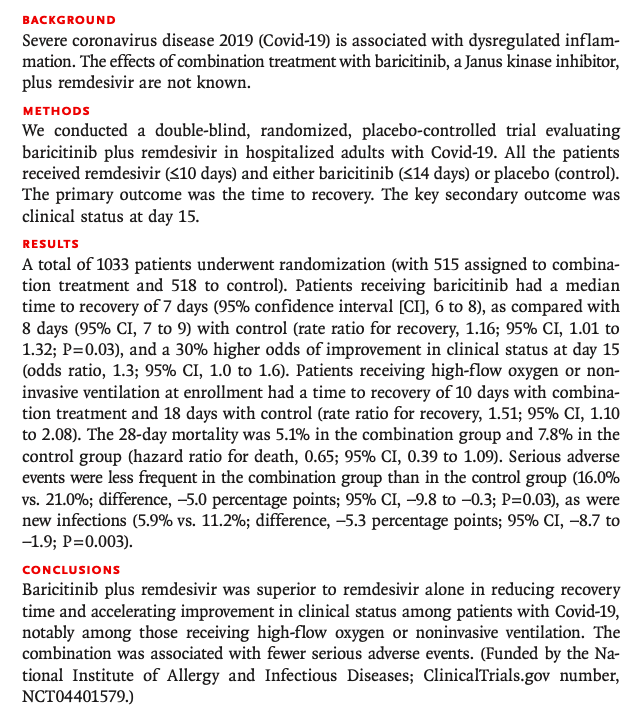 BACKGROUND
Severe coronavirus disease 2019 (Covid-19) is associated with dysregulated inflam-
mation. The effects of combination treatment with baricitinib, a Janus kinase inhibitor,
plus remdesivir are not known.
METHODS
We conducted a double-blind, randomized, placebo-controlled trial evaluating
baricitinib plus remdesivir in hospitalized adults with Covid-19. All the patients
received remdesivir (≤10 days) and either baricitinib (≤14 days) or placebo (control).
The primary outcome was the time to recovery. The key secondary outcome was
clinical status at day 15.
RESULTS
A total of 1033 patients underwent randomization (with 515 assigned to combina-
tion treatment and 518 to control). Patients receiving baricitinib had a median
time to recovery of 7 days (95% confidence interval [CI], 6 to 8), as compared with
8 days (95% CI, 7 to 9) with control (rate ratio for recovery, 1.16; 95% CI, 1.01 to
1.32; P=0.03), and a 30% higher odds of improvement in clinical status at day 15
(odds ratio, 1.3; 95% CI, 1.0 to 1.6). Patients receiving high-flow oxygen or non-
invasive ventilation at enrollment had a time to recovery of 10 days with combina-
tion treatment and 18 days with control (rate ratio for recovery, 1.51; 95% CI, 1.10
to 2.08). The 28-day mortality was 5.1% in the combination group and 7.8% in the
control group (hazard ratio for death, 0.65; 95% CI, 0.39 to 1.09). Serious adverse
events were less frequent in the combination group than in the control group (16.0%
vs. 21.0%; difference, −5.0 percentage points; 95% CI, −9.8 to −0.3; P=0.03), as were
new infections (5.9% vs. 11.2%; difference, −5.3 percentage points; 95% CI, −8.7 to
−1.9; P=0.003).
CONCLUSIONS
Baricitinib plus remdesivir was superior to remdesivir alone in reducing recovery
time and accelerating improvement in clinical status among patients with Covid-19,
notably among those receiving high-flow oxygen or noninvasive ventilation. The
combination was associated with fewer serious adverse events. (Funded by the Na-
tional Institute of Allergy and Infectious Diseases; ClinicalTrials.gov number,
NCT04401579.)